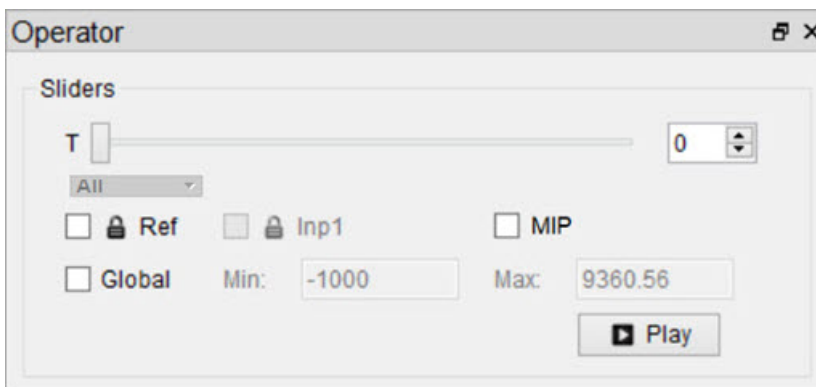 Operator
Sliders
T 0
All
Ref Inp1 MIP
Global Min: -1000 Max: 9360.56
Play